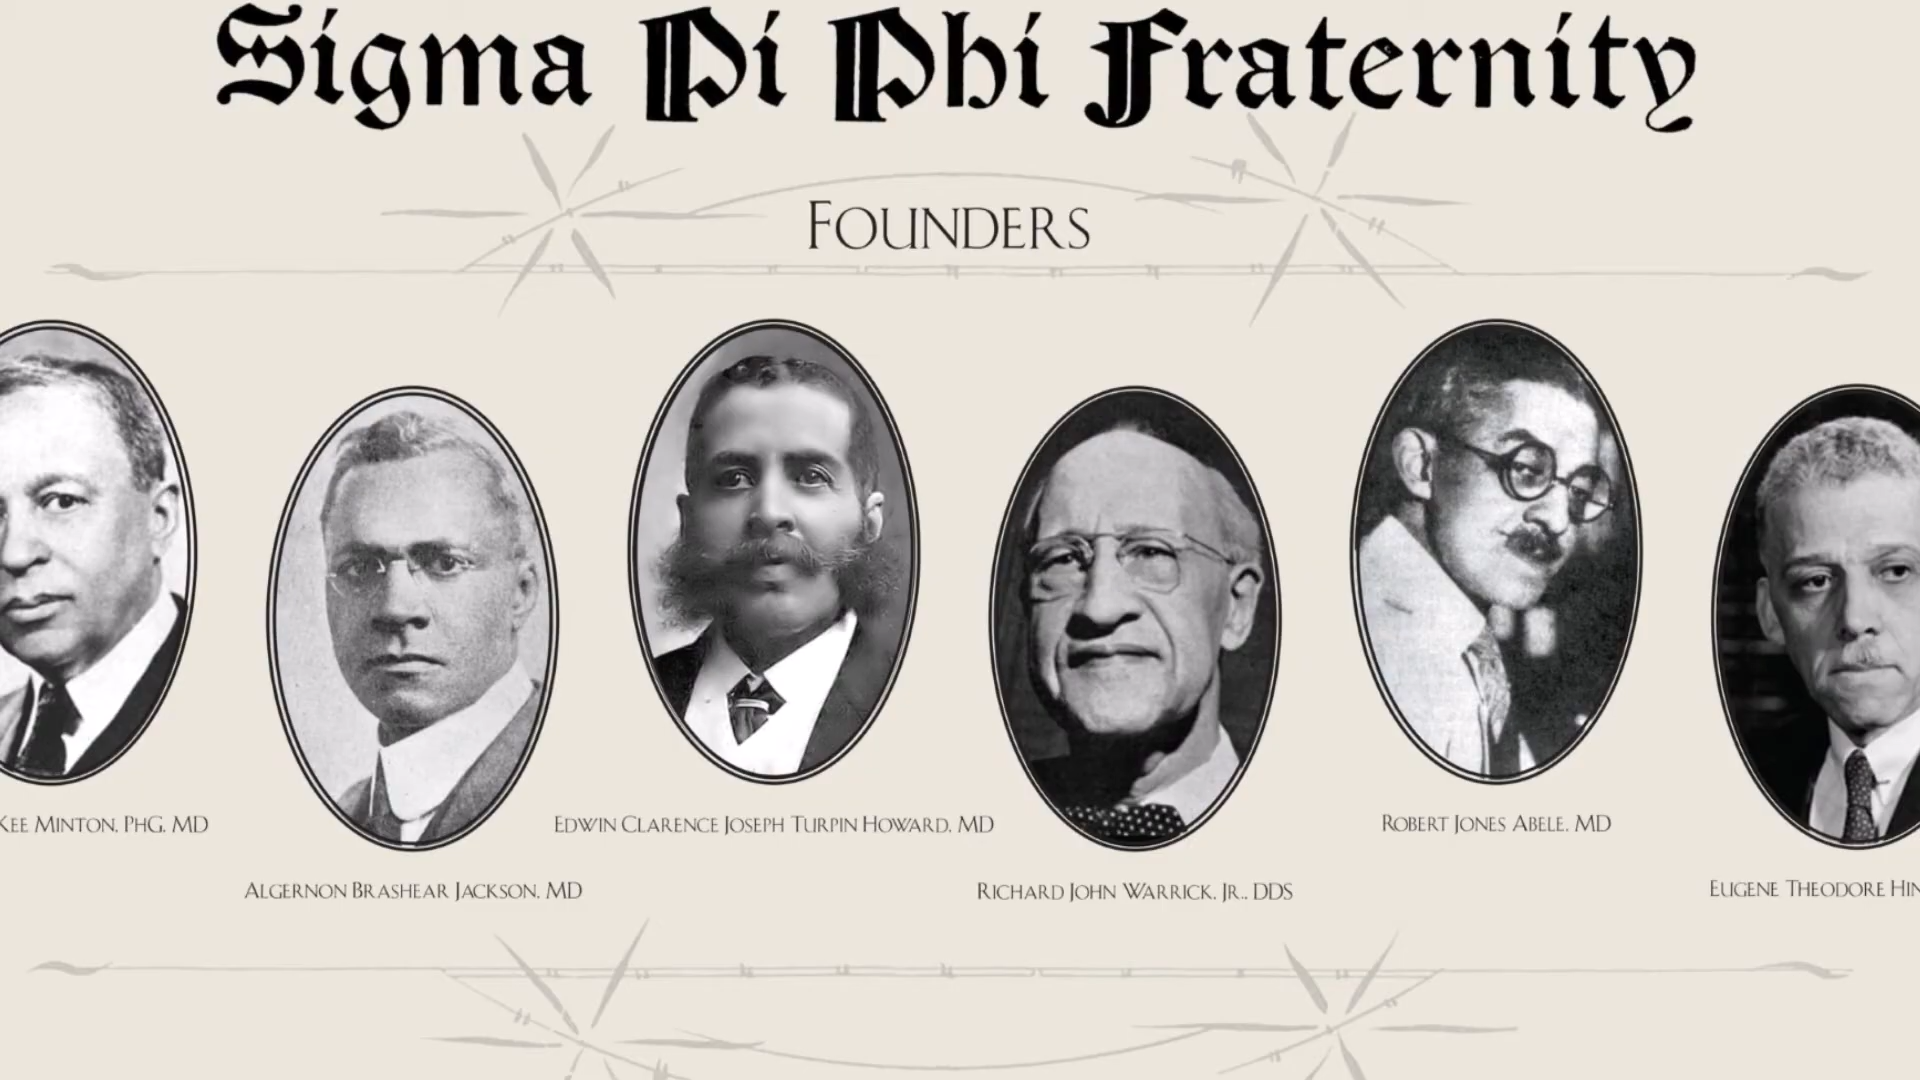 Sigma Pi Phi Fraternity
FOUNDERS
KEE MINTON, PHG, MD
EDWIN CLARENCE JOSEPH TURPIN HOWARD, MD
ROBERT JONES ABELE, MD
ALGERNON BRASHEAR JACKSON, MD
RICHARD JOHN WARRICK, JR., DDS
EUGENE THEODORE HIN